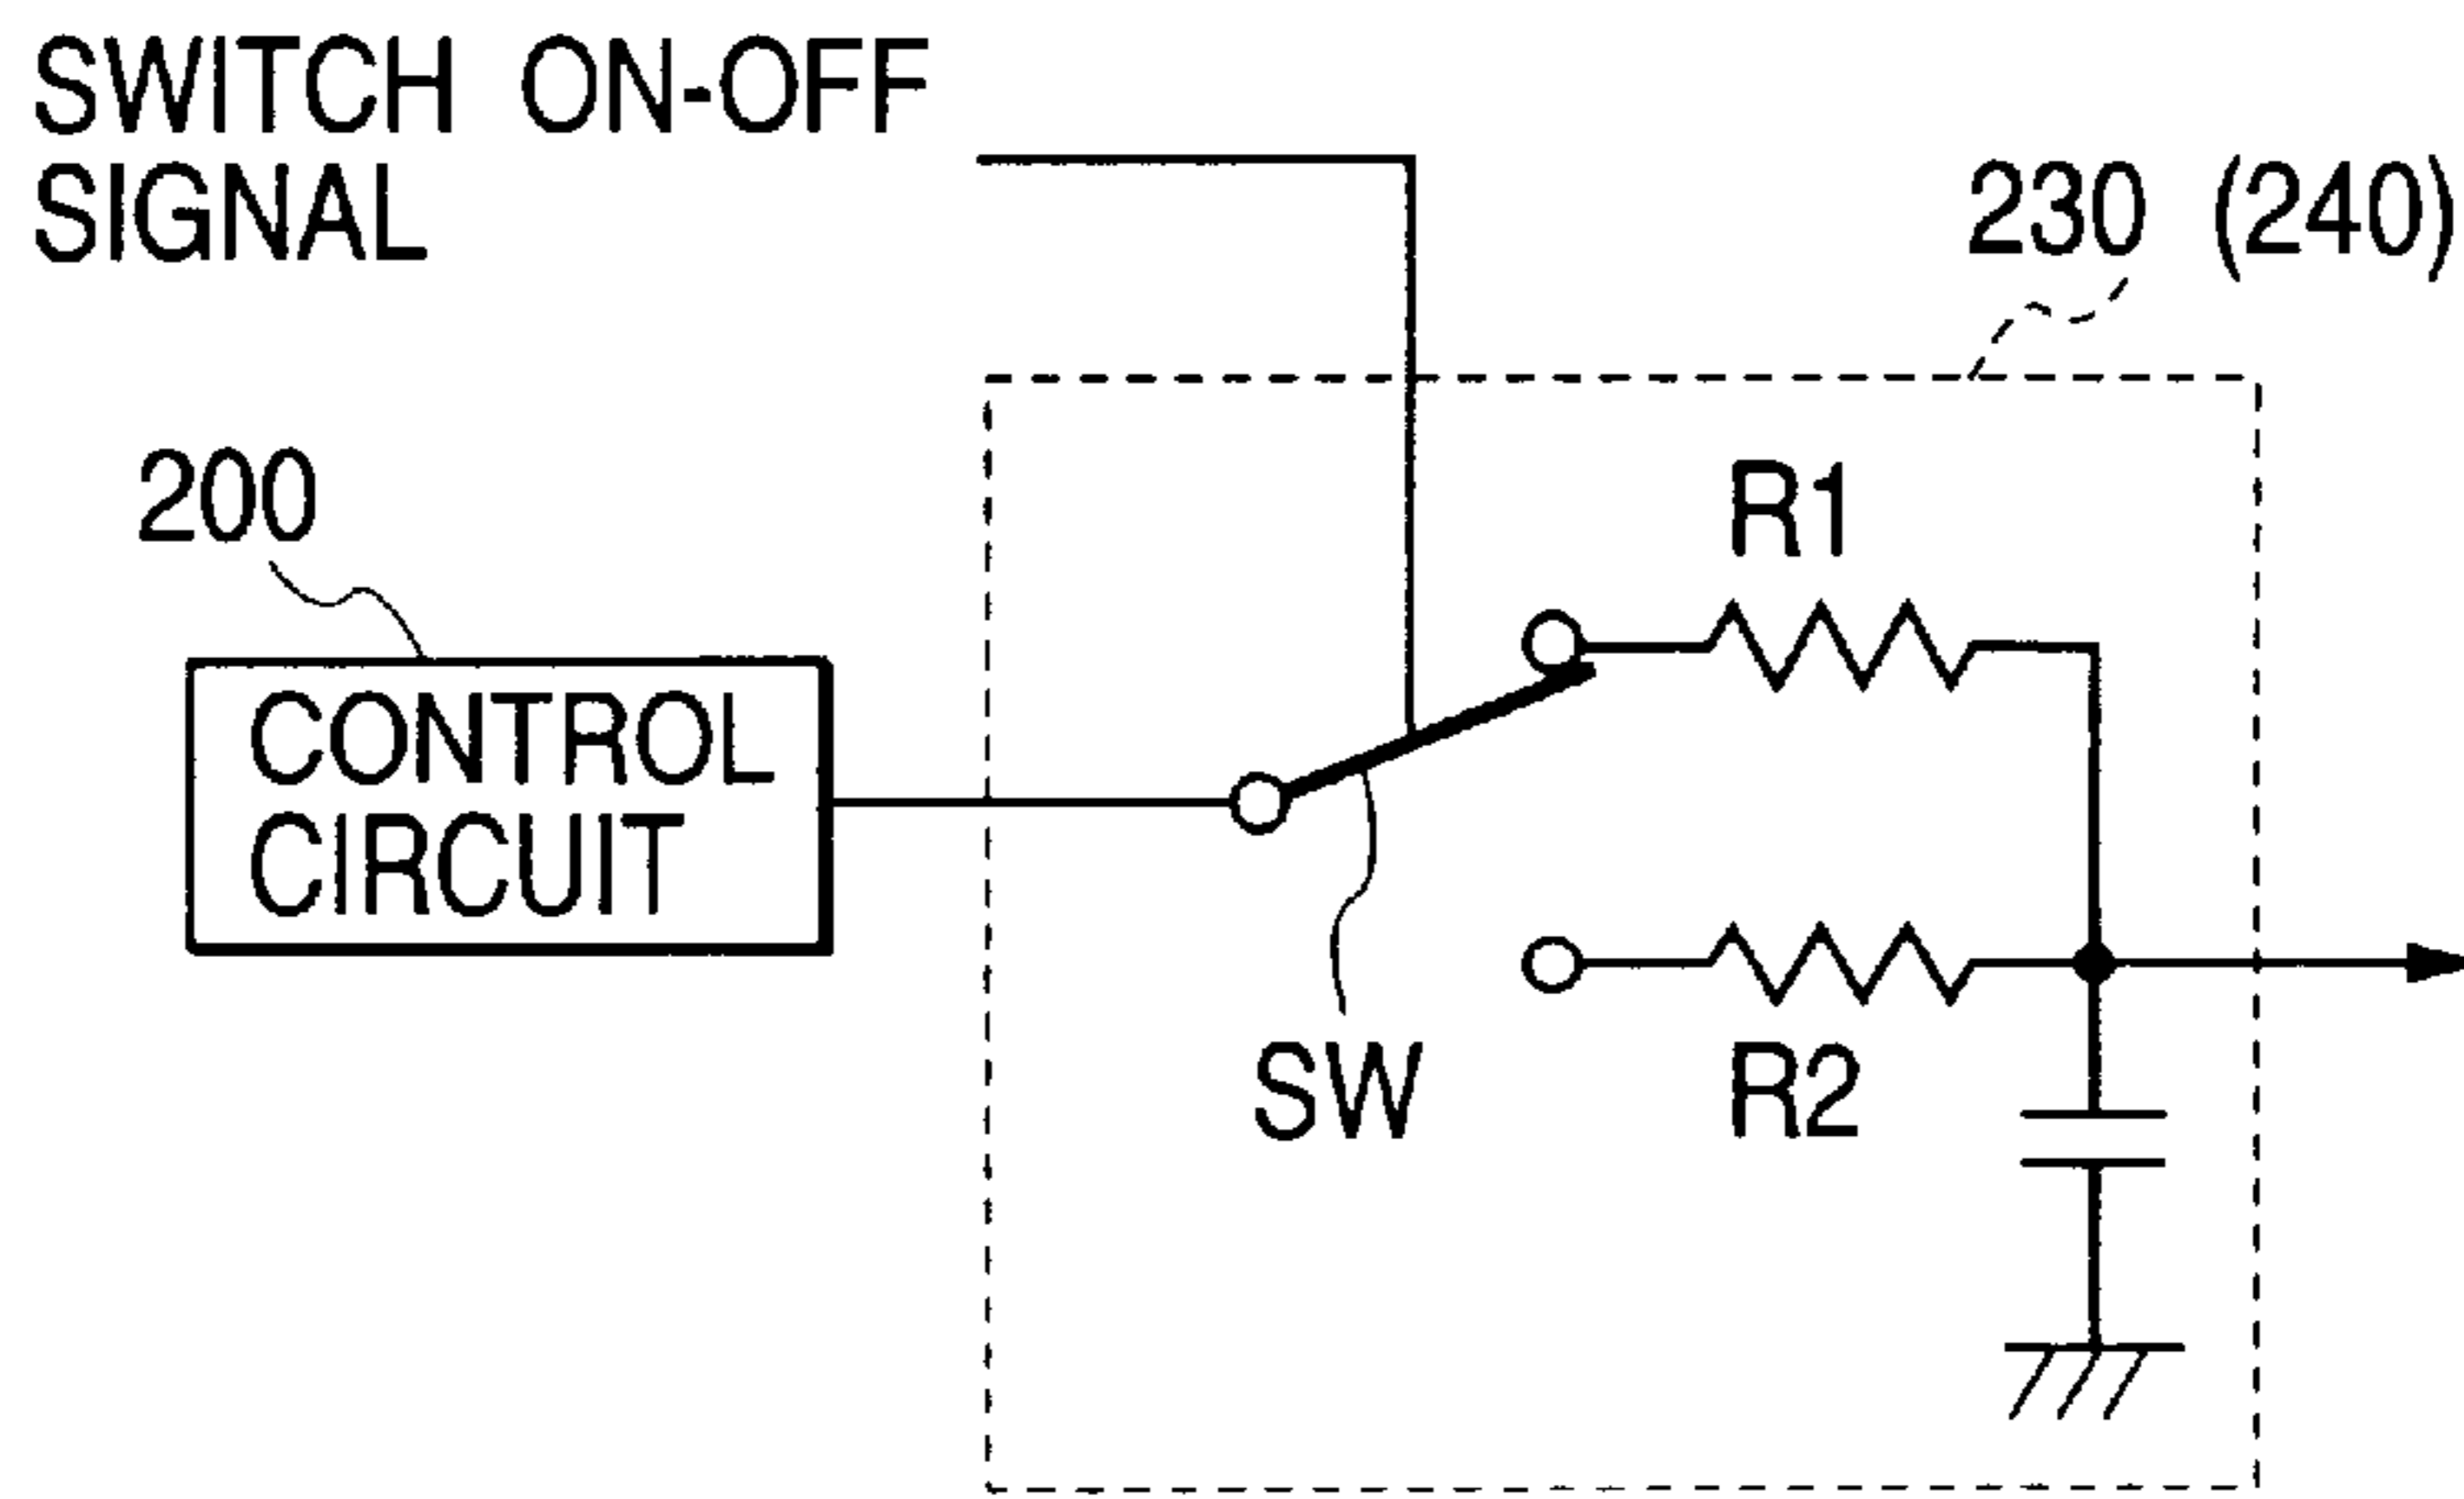 SWITCH ON-OFF
SIGNAL
230 (240)
200
R1
CONTROL
CIRCUIT
SW
R2